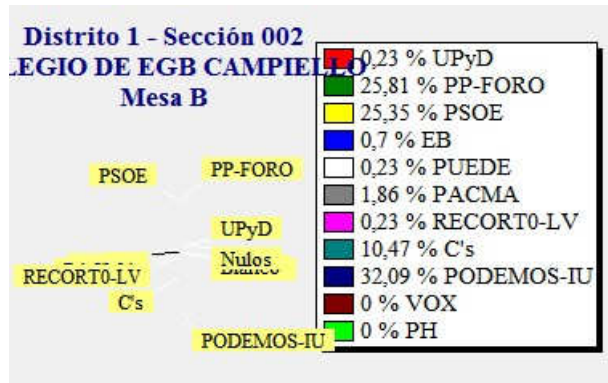 Distrito 1 - Sección 002
LEGIO DE EGB CAMPIELLO
Mesa B
0,23 % UPyD
25,81 % PP-FORO
25,35 % PSOE
0,7 % EB
0,23 % PUEDE
1,86 % PACMA
0,23 % RECORT0-LV
10,47 % C's
32,09 % PODEMOS-IU
0 % VOX
0 % PH
PSOE
PP-FORO
UPyD
Nulos
RECORT0-LV
C's
PODEMOS-IU